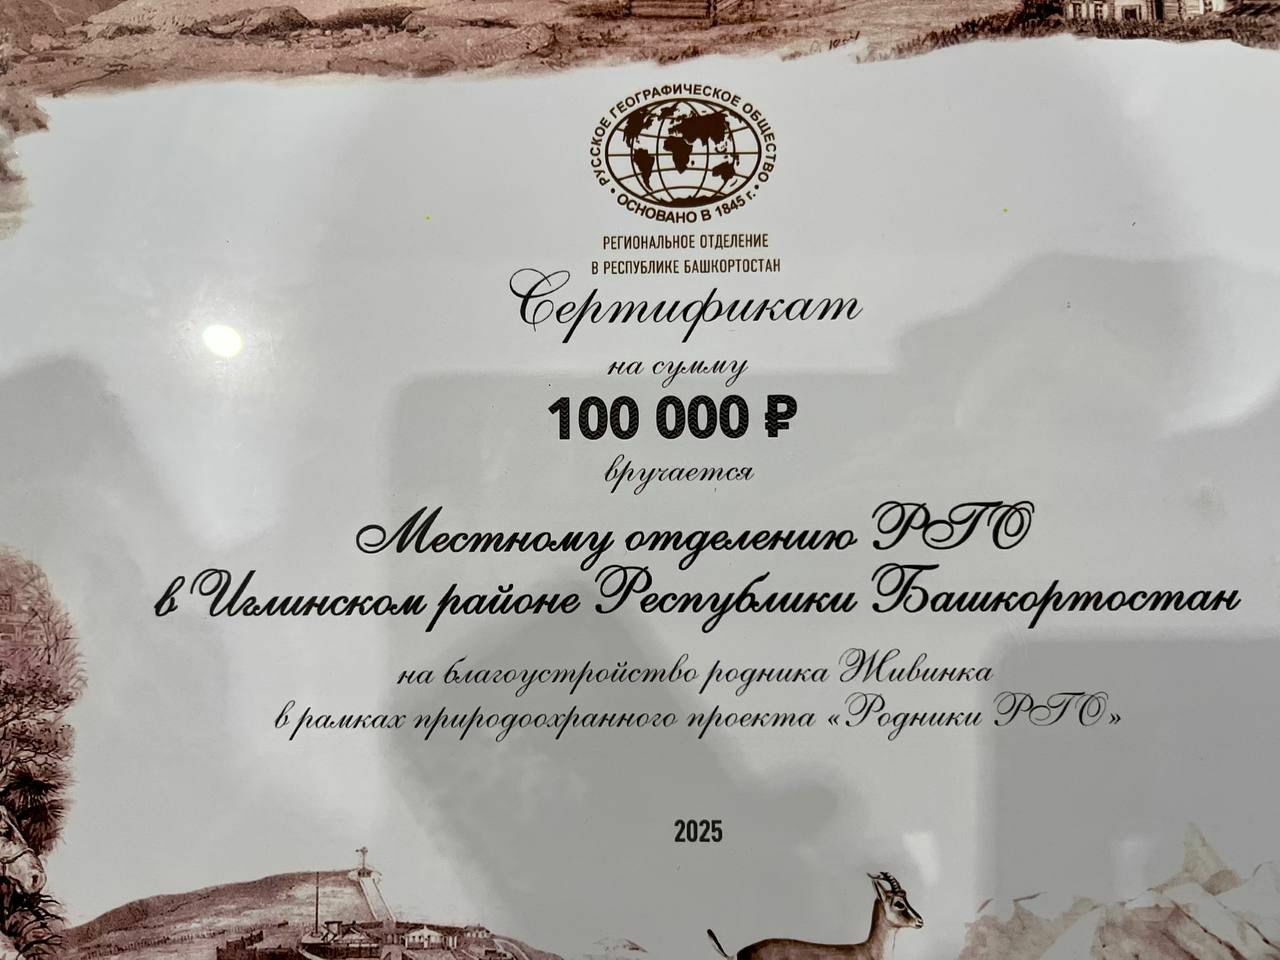 РУССКОЕ ГЕОГРАФИЧЕСКОЕ ОБЩЕСТВО
ОСНОВАНО В 1845 г.
РЕГИОНАЛЬНОЕ ОТДЕЛЕНИЕ
В РЕСПУБЛИКЕ БАШКОРТОСТАН
Сертификат
на сумму
100 000 ₽
вручается
Местному отделению РГО
в Иглинском районе Республики Башкортостан
на благоустройство родника Живинка
в рамках природоохранного проекта «Родники РГО»
2025